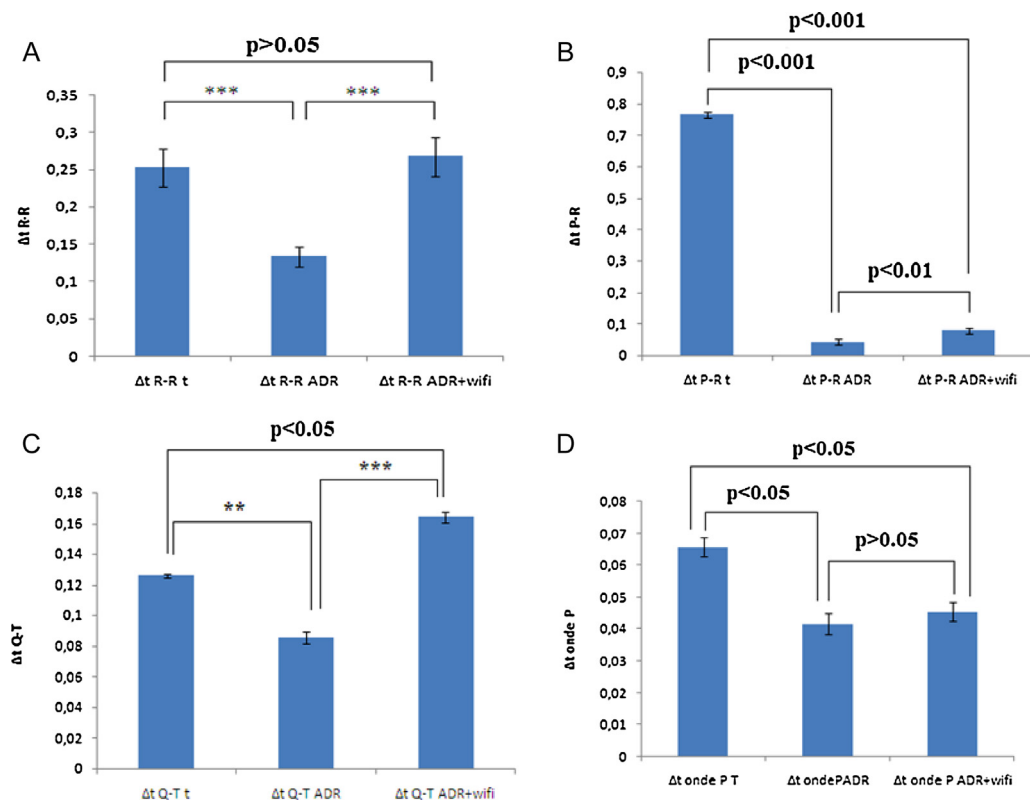 A
p>0.05
***
***
0,35
0,3
0,25
0,2
0,15
0,1
0,05
0
Δt R-R
Δt R-R t
Δt R-R ADR
Δt R-R ADR+wifi
B
p<0.001
p<0.001
p<0.01
0,9
0,8
0,7
0,6
0,5
0,4
0,3
0,2
0,1
0
Δt P-R
Δt P-R t
Δt P-R ADR
Δt P-R ADR+wifi
C
p<0.05
***
**
0,18
0,16
0,14
0,12
0,1
0,08
0,06
0,04
0,02
0
Δt Q-T
Δt Q-T t
Δt Q-T ADR
Δt Q-T ADR+wifi
D
p<0.05
p<0.05
p>0.05
0,08
0,07
0,06
0,05
0,04
0,03
0,02
0,01
0
Δt onde P
Δt onde P T
Δt ondePADR
Δt onde P ADR+wifi